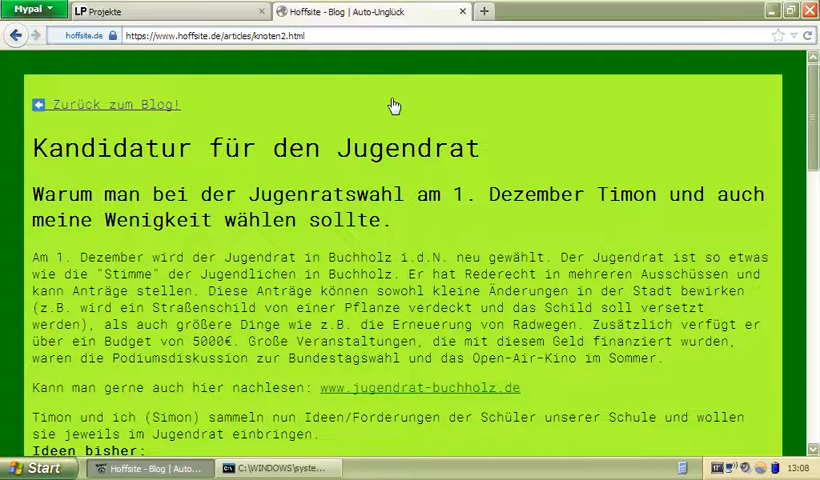 Mypal
LP Projekte
Hoffsite - Blog | Auto-Unglück
hoffsite.de
https://www.hoffsite.de/articles/knoten2.html
Zurück zum Blog!
Kandidatur für den Jugendrat
Warum man bei der Jugenratswahl am 1. Dezember Timon und auch
meine Wenigkeit wählen sollte.
Am 1. Dezember wird der Jugendrat in Buchholz i.d.N. neu gewählt. Der Jugendrat ist so etwas
wie die "Stimme" der Jugendlichen in Buchholz. Er hat Rederecht in mehreren Ausschüssen und
kann Anträge stellen. Diese Anträge können sowohl kleine Änderungen in der Stadt bewirken
(z.B. wird ein Straßenschild von einer Pflanze verdeckt und das Schild soll versetzt
werden), als auch größere Dinge wie z.B. die Erneuerung von Radwegen. Zusätzlich verfügt er
über ein Budget von 5000€. Große Veranstaltungen, die mit diesem Geld finanziert wurden,
waren die Podiumsdiskussion zur Bundestagswahl und das Open-Air-Kino im Sommer.
Kann man gerne auch hier nachlesen: www.jugendrat-buchholz.de
Timon und ich (Simon) sammeln nun Ideen/Forderungen der Schüler unserer Schule und wollen
sie jeweils im Jugendrat einbringen.
Ideen bisher:
Start
Hoffsite - Blog | Auto...
C:\WINDOWS\syste...
13:08